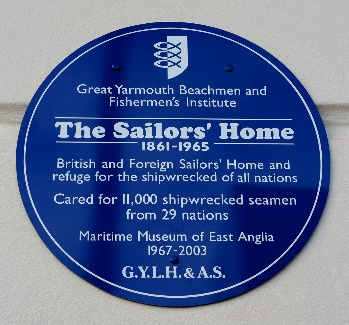 Great Yarmouth Beachmen and
Fishermen's Institute
The Sailors' Home
1861-1965
British and Foreign Sailors' Home and
refuge for the shipwrecked of all nations
Cared for 11,000 shipwrecked seamen
from 29 nations
Maritime Museum of East Anglia
1967-2003
G.Y.L.H. & A.S.